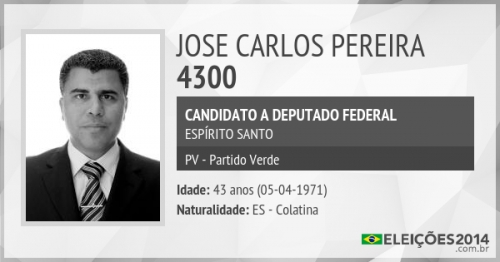 JOSE CARLOS PEREIRA
4300
CANDIDATO A DEPUTADO FEDERAL
ESPÍRITO SANTO
PV - Partido Verde
Idade: 43 anos (05-04-1971)
Naturalidade: ES - Colatina
ELEIÇÕES2014
.com.br